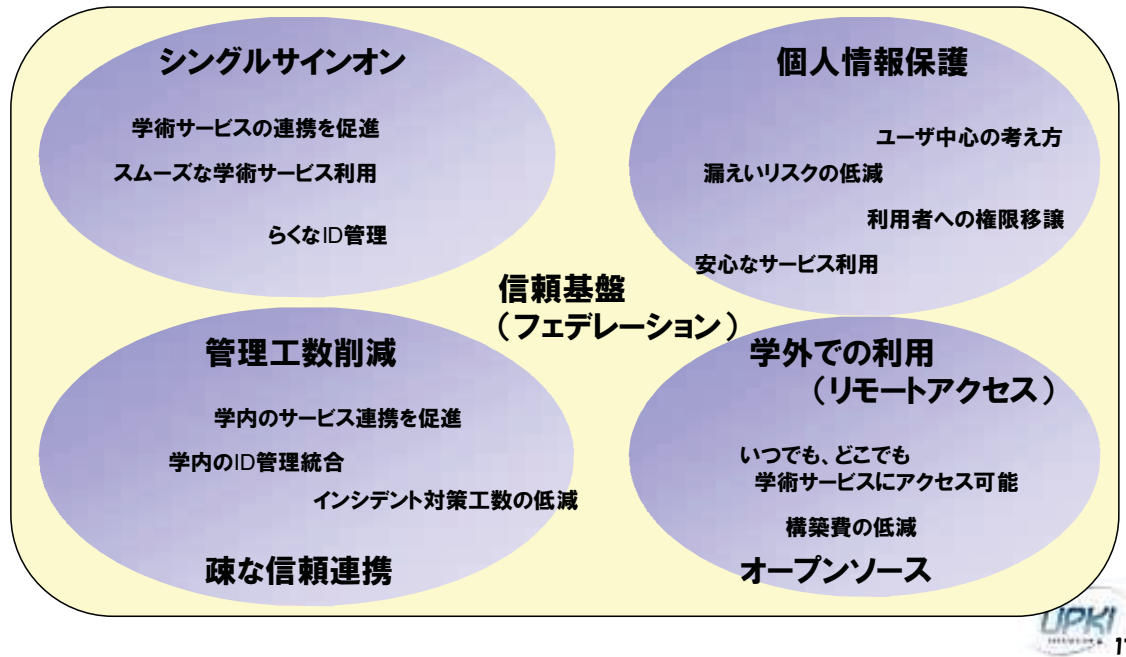 シングルサインオン
学術サービスの連携を促進
スムーズな学術サービス利用
らくなID管理
個人情報保護
ユーザ中心の考え方
漏えいリスクの低減
利用者への権限移譲
安心なサービス利用
信頼基盤
（フェデレーション）
管理工数削減
学内のサービス連携を促進
学内のID管理統合
インシデント対策工数の低減
疎な信頼連携
学外での利用
（リモートアクセス）
いつでも、どこでも
学術サービスにアクセス可能
構築費の低減
オープンソース
UPKI